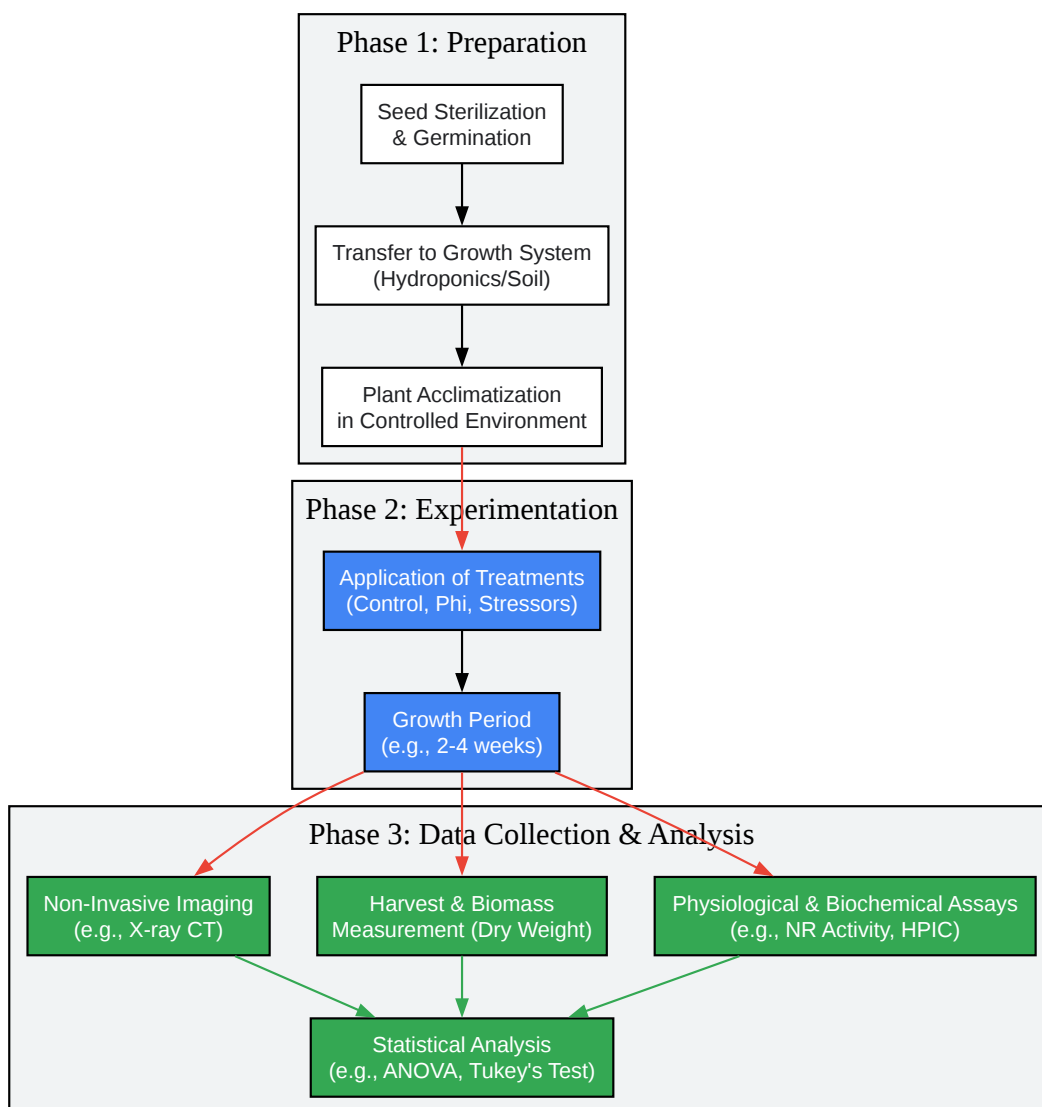 Phase 1: Preparation
Seed Sterilization
& Germination
Transfer to Growth System
(Hydroponics/Soil)
Plant Acclimatization
in Controlled Environment
Phase 2: Experimentation
Application of Treatments
(Control, Phi, Stressors)
Growth Period
(e.g., 2-4 weeks)
Phase 3: Data Collection & Analysis
Non-Invasive Imaging
(e.g., X-ray CT)
Harvest & Biomass
Measurement (Dry Weight)
Physiological & Biochemical Assays
(e.g., NR Activity, HPIC)
Statistical Analysis
(e.g., ANOVA, Tukey's Test)